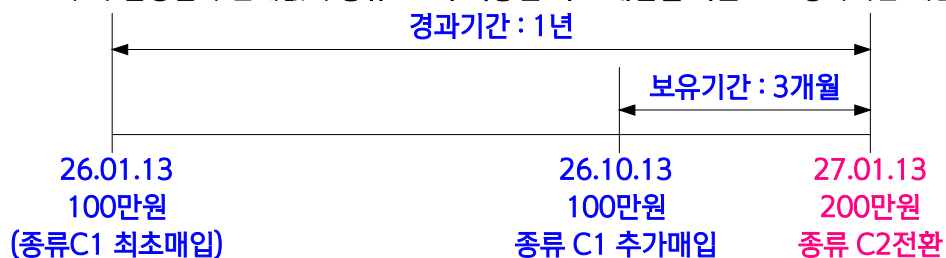 경과기간 : 1년
보유기간 : 3개월
26.01.13 26.10.13 27.01.13
100만원 100만원 200만원
(종류C1 최초매입) 종류 C1 추가매입 종류 C2전환